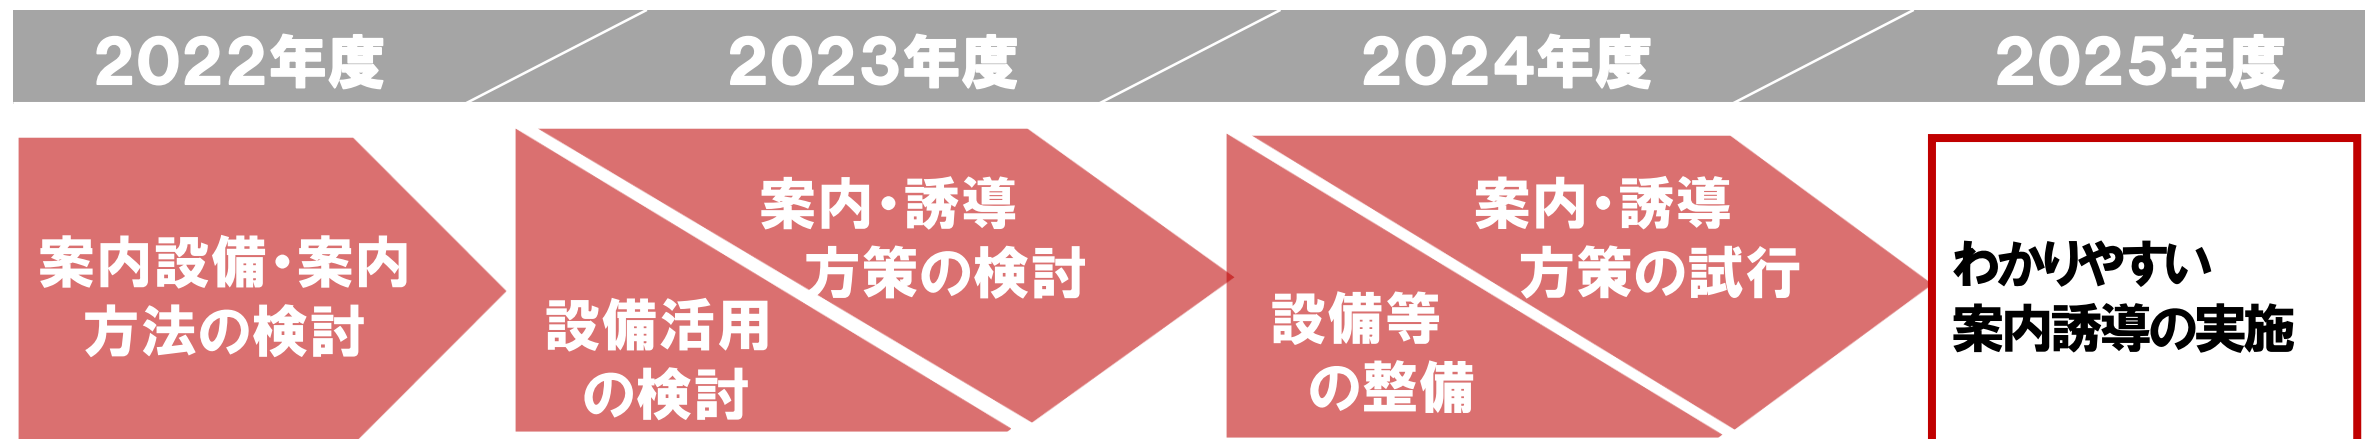 2022年度
2023年度
2024年度
2025年度
案内設備・案内
方法の検討
設備活用
の検討
案内・誘導
方策の検討
設備等
の整備
案内・誘導
方策の試行
わかりやすい
案内誘導の実施